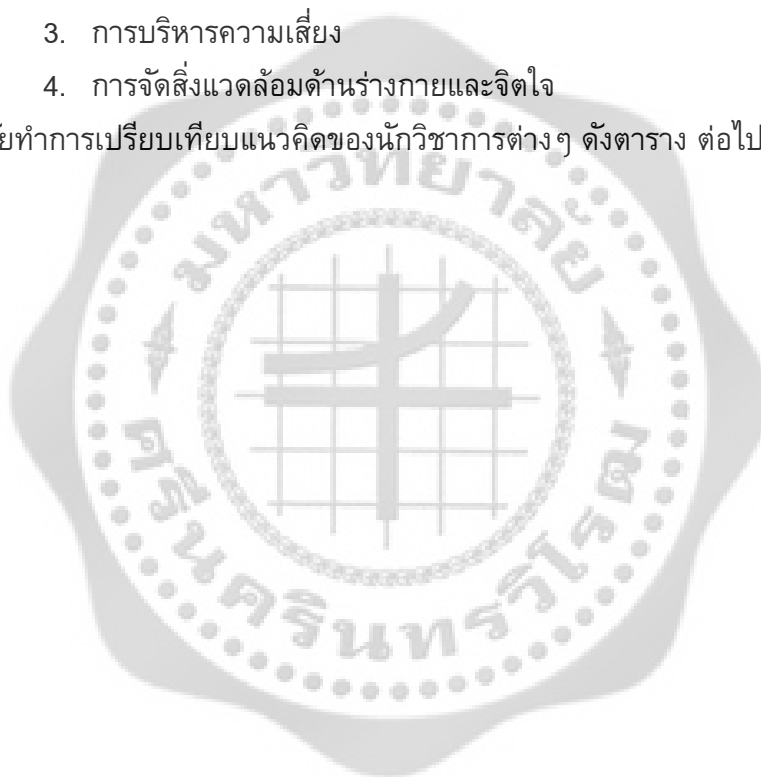 3. การบริหารความเสี่ยง
4. การจัดสิ่งแวดล้อมด้านร่างกายและจิตใจ
ยทำการเปรียบเทียบแนวคิดของนักวิชาการต่างๆ ดังตาราง ต่อไป
มหาวิทยาลัย
ศรีนครินทรวิโรฒ